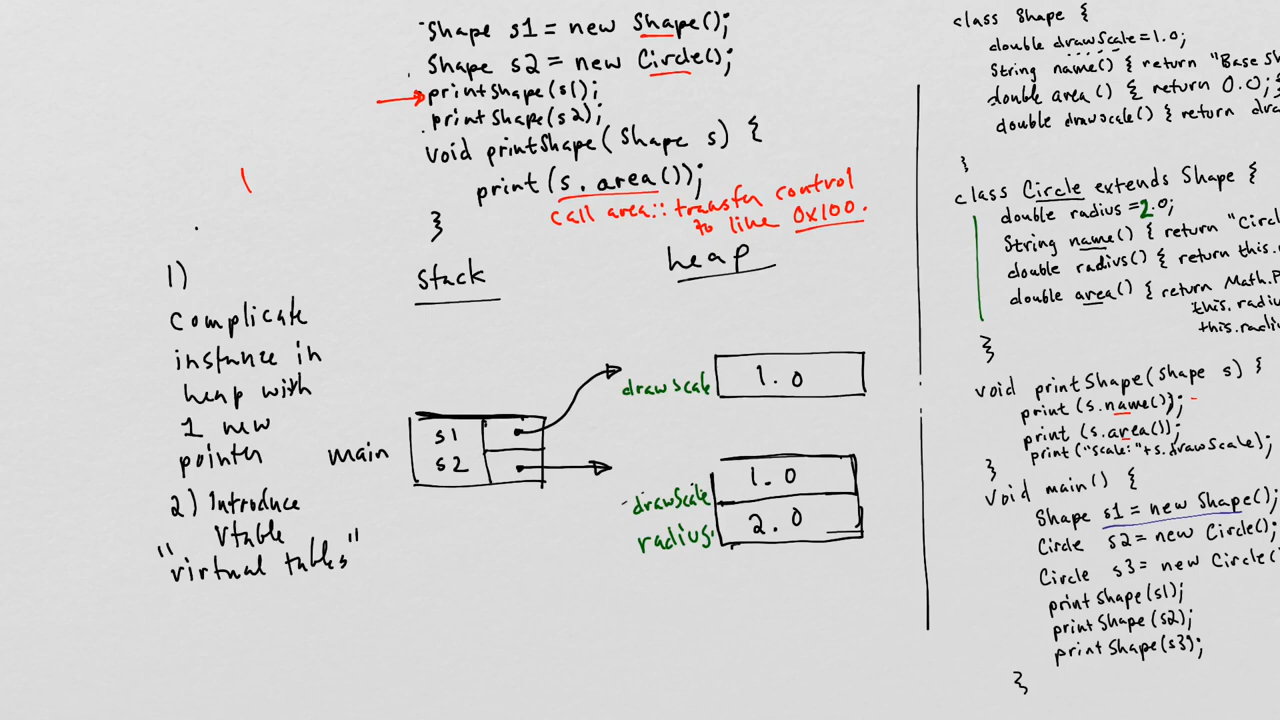 Shape s1 = new Shape();
Shape s2 = new Circle();
printShape(s1);
printShape(s2);
void printShape(Shape s) {
print(s.area());
call area:: transfer control
to line 0x100.
}
stack
heap
1)
Complicate
instance in
heap with
1 new
pointer
2) Introduce
Vtable
"virtual tables"
main
s1
s2
drawscale
1.0
drawScale
1.0
radius
2.0
class Shape {
double drawScale=1.0;
String name() { return "Base
double area() { return 0.0; }
double drawscale() { return
}
class Circle extends Shape {
double radius = 2.0;
String name() { return "Circl
double radius() { return this.
double area() { return Math.P
this.radiu
this.radiu
}
void printShape(Shape s) {
print (s.name());
print (s.area());
print ("scale:"+s.drawScale);
}
void main() {
Shape s1 = new Shape();
Circle s2 = new Circle();
Circle s3 = new Circle(
printShape(s1);
printShape(s2);
printShape(s3);
}